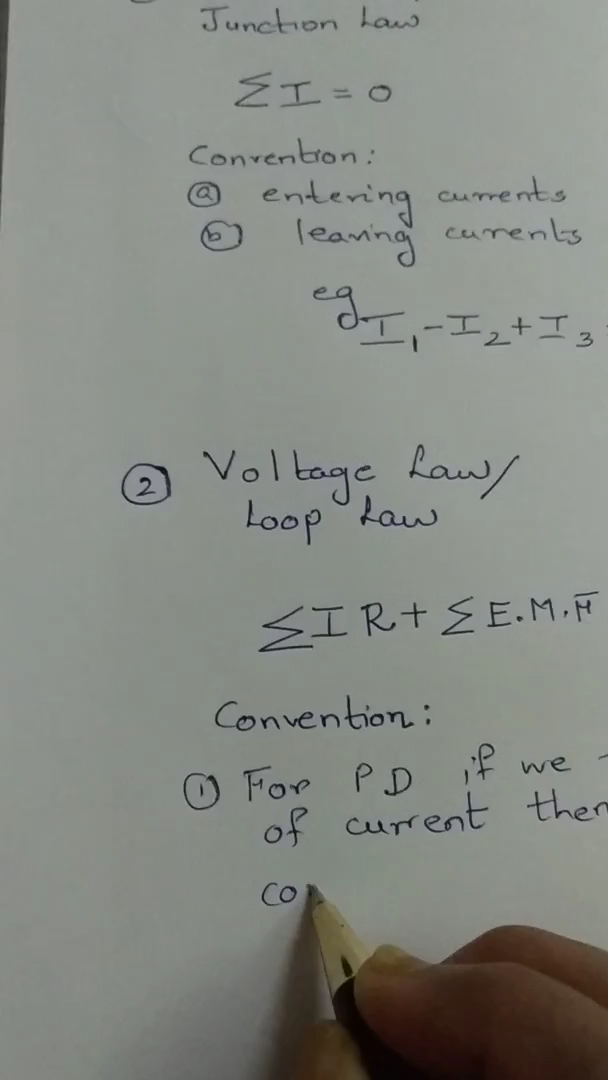 Junction Law
ΣI = 0
Convention:
ⓐ entering currents
ⓑ leaving currents
eg
I₁ - I₂ + I₃
② Voltage Law/
Loop Law
ΣIR + ΣE.M.F
Convention:
① For PD if we
of current then
co